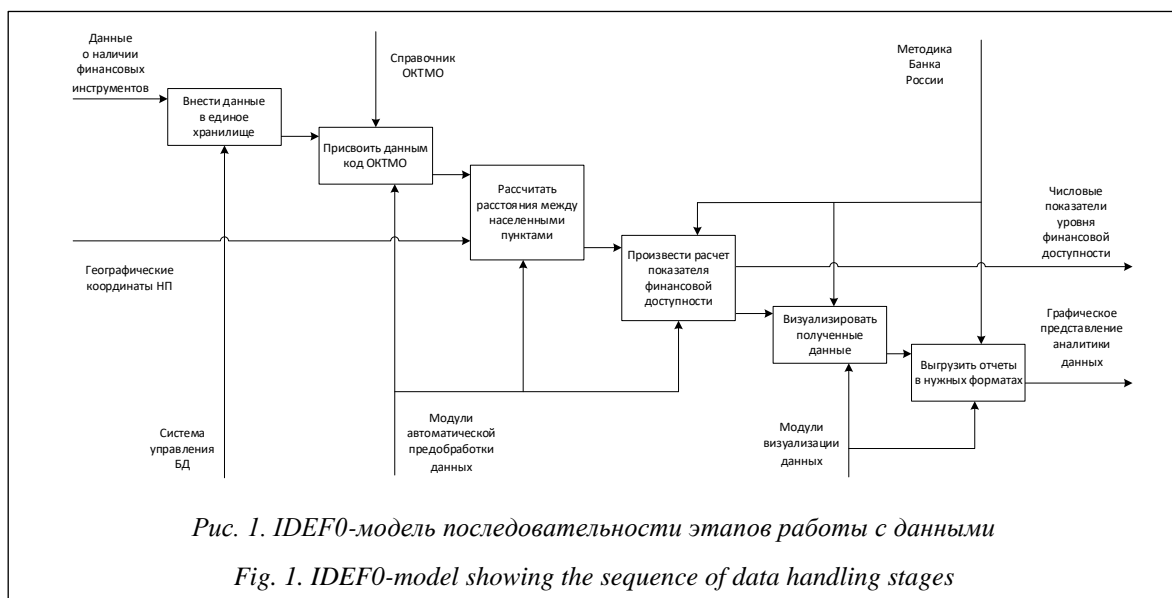 Данные
о наличии
финансовых
инструментов
Справочник
ОКТМО
Методика
Банка
России
Внести данные
в единое
хранилище
Присвоить данным
код ОКТМО
Рассчитать
расстояния между
населенными
пунктами
Числовые
показатели
уровня
финансовой
доступности
Географические
координаты НП
Произвести расчет
показателя
финансовой
доступности
Визуализировать
полученные
данные
Графическое
представление
аналитики
данных
Выгрузить отчеты
в нужных форматах
Система
управления
БД
Модули
автоматической
предобработки
данных
Модули
визуализации
данных
Рис. 1. IDEF0-модель последовательности этапов работы с данными
Fig. 1. IDEF0-model showing the sequence of data handling stages